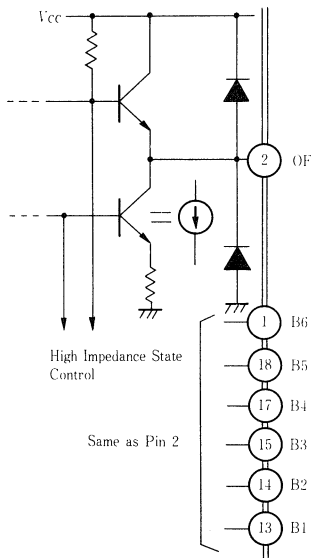 Vcc
2 OF
1 B6
18 B5
High Impedance State
Control
17 B4
Same as Pin 2
15 B3
14 B2
13 B1